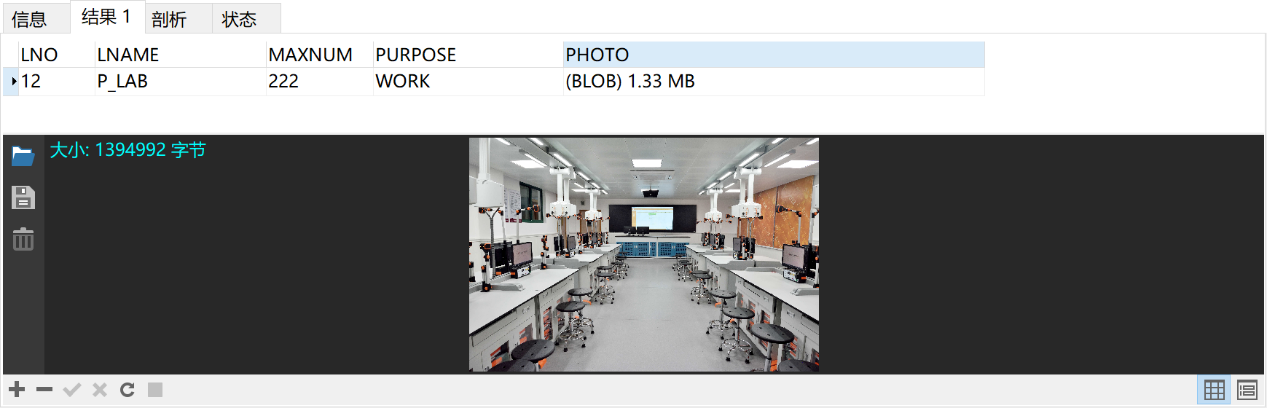 信息 结果 1 剖析 状态
LNO LNAME MAXNUM PURPOSE PHOTO
12 P_LAB 222 WORK (BLOB) 1.33 MB
大小: 1394992 字节